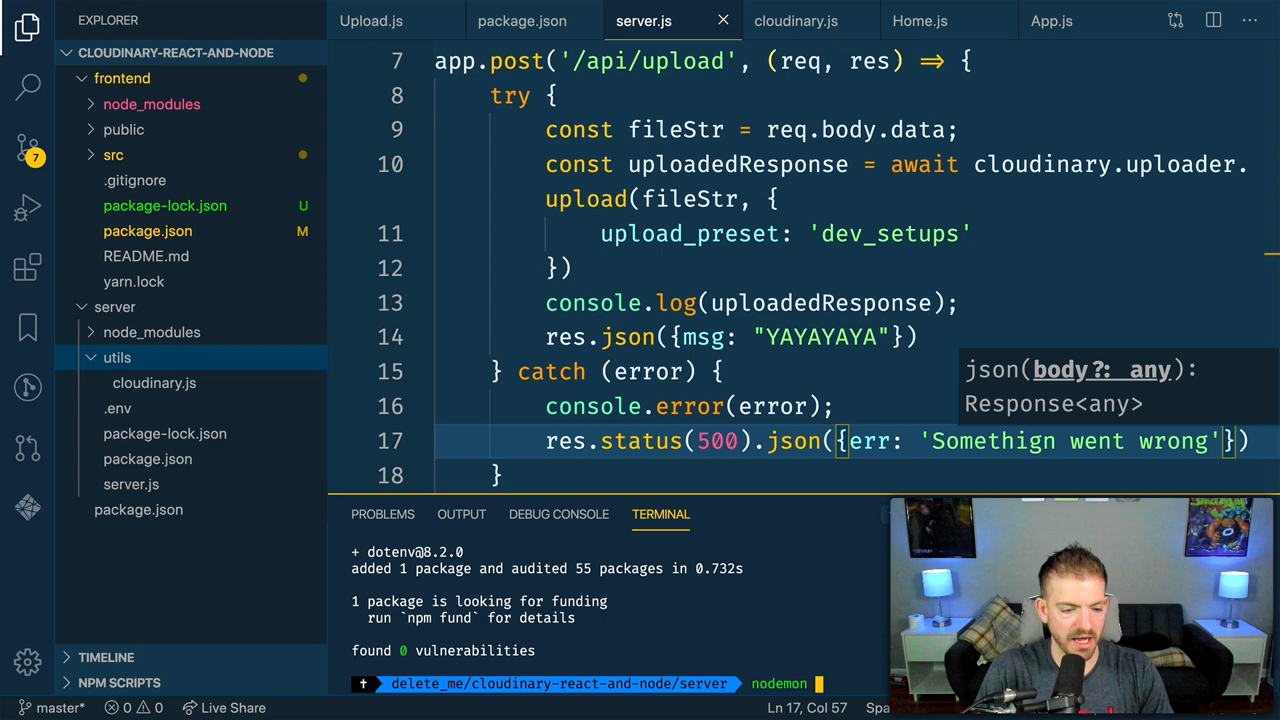 EXPLORER
CLOUDINARY-REACT-AND-NODE
frontend
node_modules
public
src
.gitignore
package-lock.json U
package.json M
README.md
yarn.lock
server
node_modules
utils
cloudinary.js
.env
package-lock.json
package.json
server.js
package.json
TIMELINE
NPM SCRIPTS
7
Upload.js package.json server.js cloudinary.js Home.js App.js
7 app.post('/api/upload', (req, res) => {
8 try {
9 const fileStr = req.body.data;
10 const uploadedResponse = await cloudinary.uploader.
upload(fileStr, {
11 upload_preset: 'dev_setups'
12 })
13 console.log(uploadedResponse);
14 res.json({msg: "YAYAYAYA"})
15 } catch (error) {
16 console.error(error);
17 res.status(500).json({err: 'Somethign went wrong'})
18 }
json(body?: any):
Response<any>
PROBLEMS OUTPUT DEBUG CONSOLE TERMINAL
+ dotenv@8.2.0
added 1 package and audited 55 packages in 0.732s
1 package is looking for funding
run `npm fund` for details
found 0 vulnerabilities
delete_me/cloudinary-react-and-node/server nodemon
master* 0 0 Live Share Ln 17, Col 57 Spa